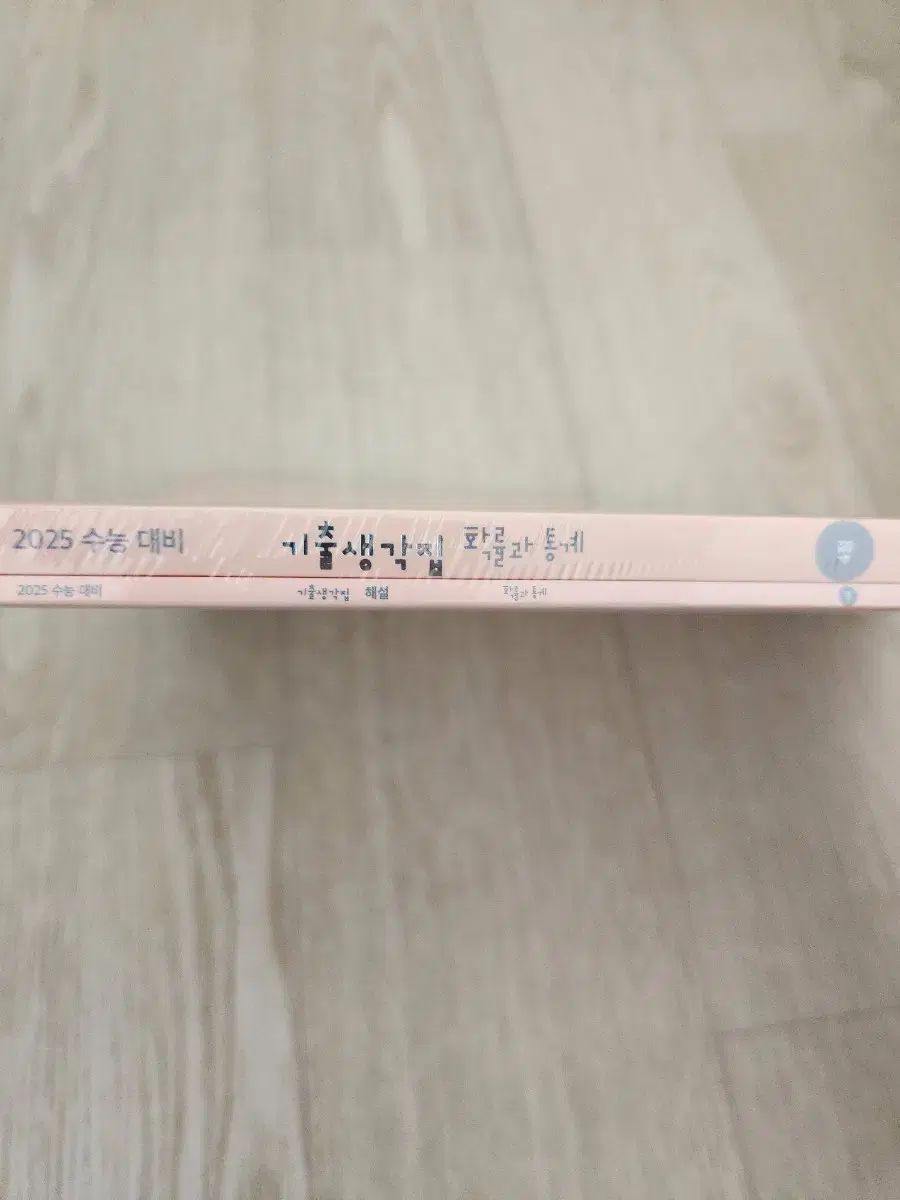 2025 수능 대비 기출생각집 확률과 통계
2025 수능 대비 기출생각집 해설 확률과 통계